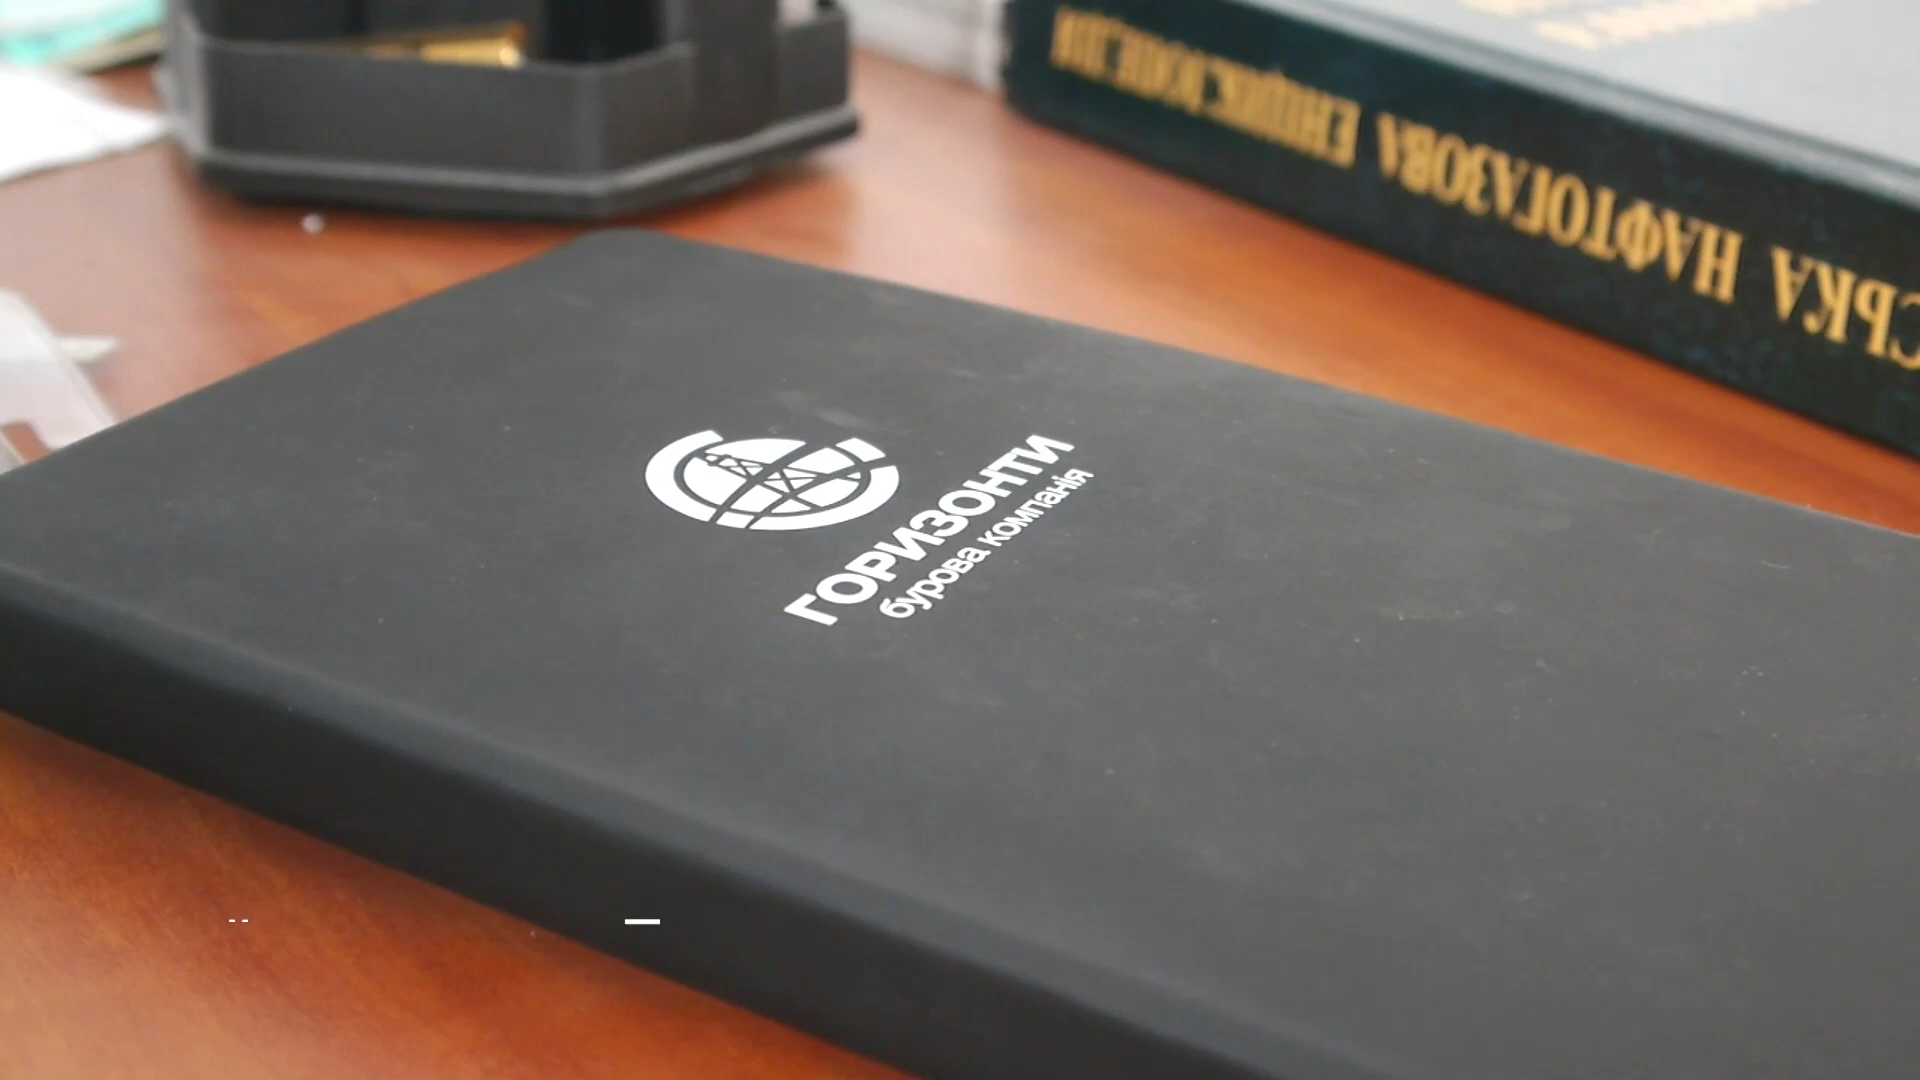 ГОРИЗОНТИ
бурова компанія
СЬКА НАФТОГАЗОВА ЕНЦИКЛОПЕДІЯ